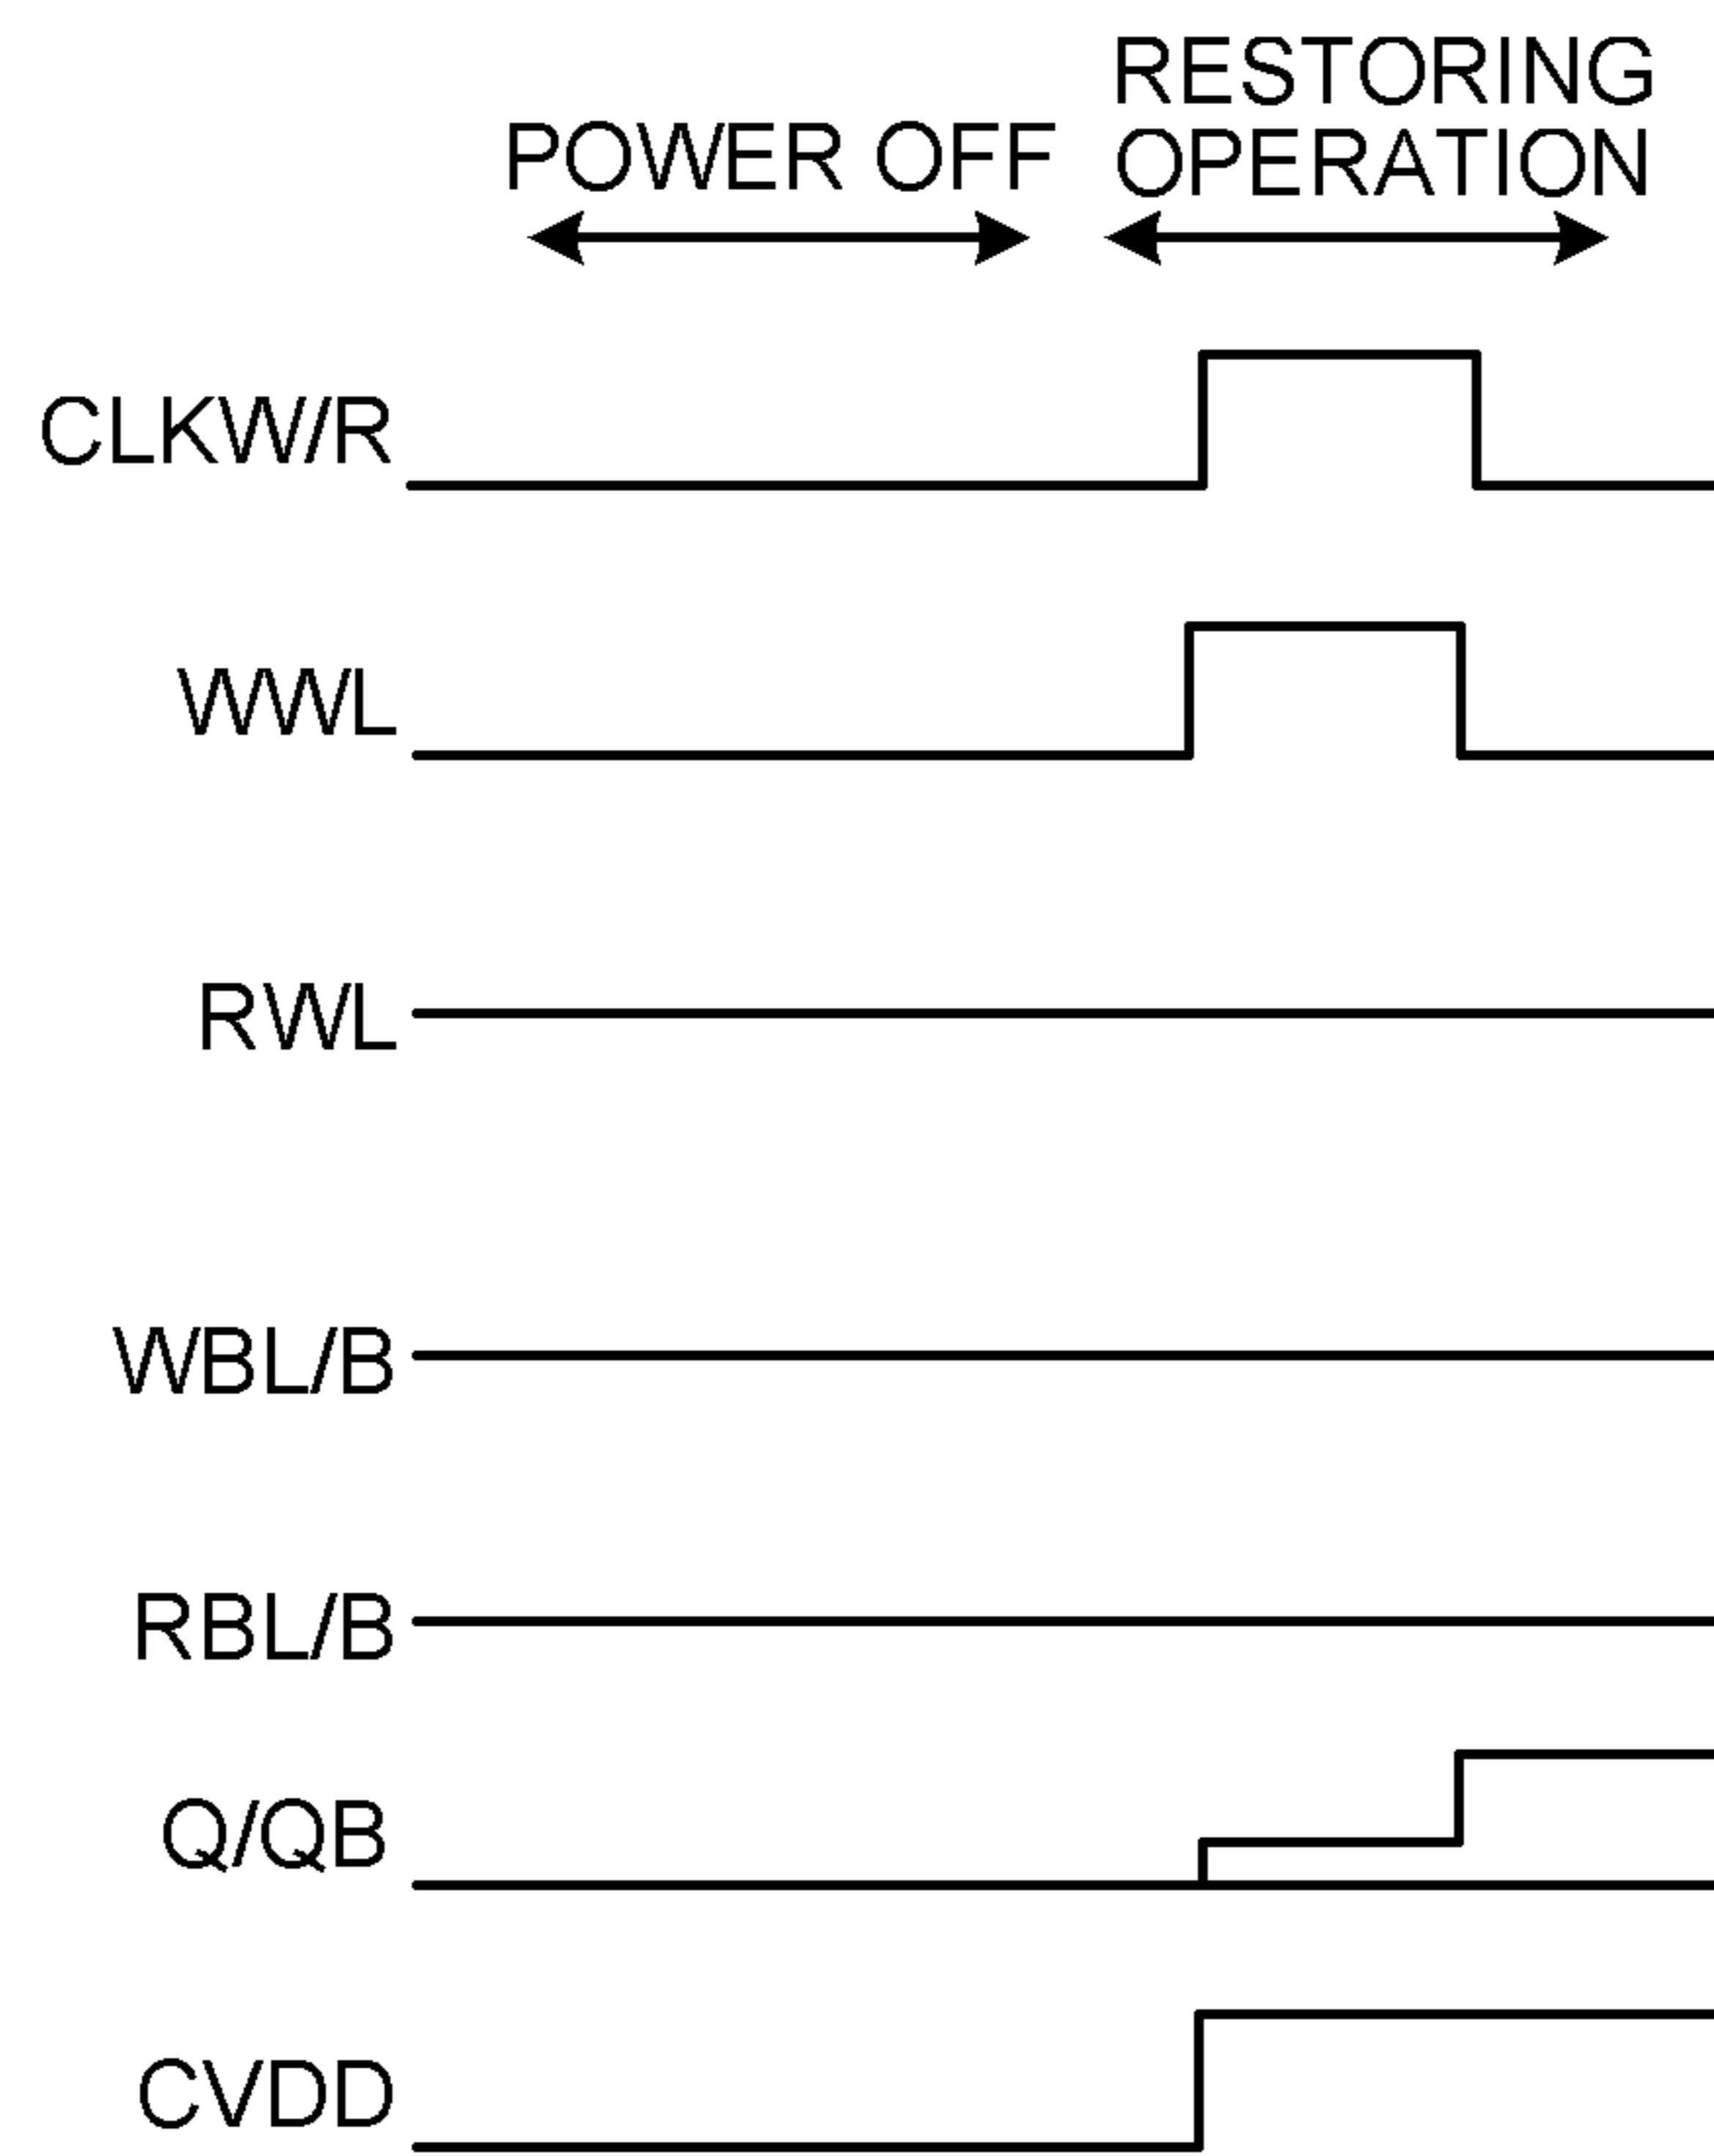 RESTORING
POWER OFF OPERATION
CLKW/R
WWL
RWL
WBL/B
RBL/B
Q/QB
CVDD